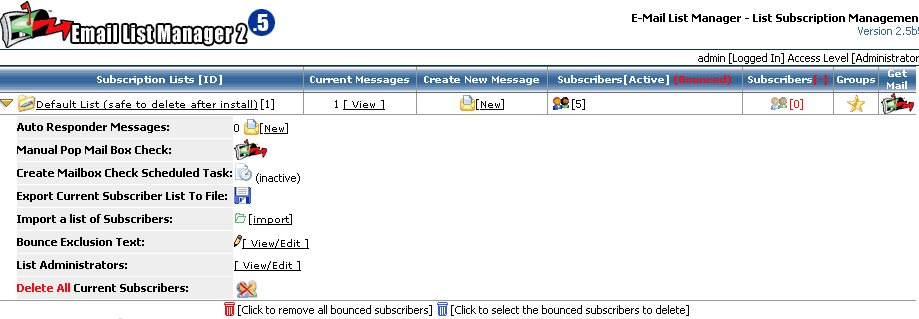 Email List Manager 2 .5
E-Mail List Manager - List Subscription Managemen
Version 2.5b
admin [Logged In] Access Level [Administrator
Subscription Lists [ID] Current Messages Create New Message Subscribers[Active] (Bounced) Subscribers[ ] Groups Get Mail
Default List (safe to delete after install) [1] 1 [ View ] [New] [5] [0]
Auto Responder Messages: 0 [New]
Manual Pop Mail Box Check:
Create Mailbox Check Scheduled Task: (inactive)
Export Current Subscriber List To File:
Import a list of Subscribers: [import]
Bounce Exclusion Text: [ View/Edit ]
List Administrators: [ View/Edit ]
Delete All Current Subscribers:
[Click to remove all bounced subscribers] [Click to select the bounced subscribers to delete]